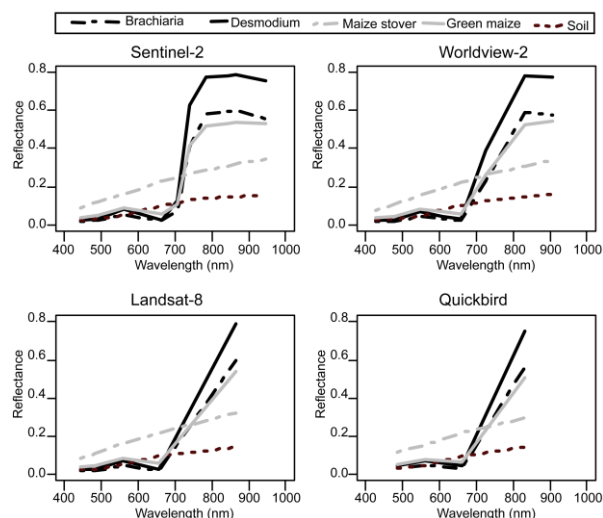 Brachiaria Desmodium Maize stover Green maize Soil
Sentinel-2 Worldview-2
0.8 0.8
0.6 0.6
0.4 0.4
0.2 0.2
0.0 0.0
Reflectance Reflectance
400 500 600 700 800 900 1000 400 500 600 700 800 900 1000
Wavelength (nm) Wavelength (nm)
Landsat-8 Quickbird
0.8 0.8
0.6 0.6
0.4 0.4
0.2 0.2
0.0 0.0
Reflectance Reflectance
400 500 600 700 800 900 1000 400 500 600 700 800 900 1000
Wavelength (nm) Wavelength (nm)